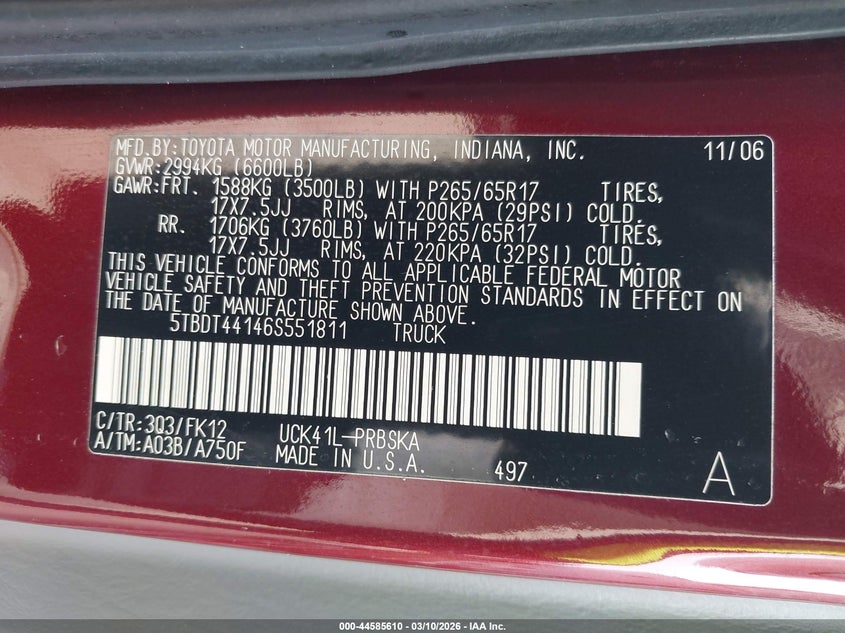 MFD.BY:TOYOTA MOTOR MANUFACTURING, INDIANA, INC. 11/06
GVWR:2994KG (6600LB)
GAWR:FRT. 1588KG (3500LB) WITH P265/65R17 TIRES,
17X7.5JJ RIMS, AT 200KPA (29PSI) COLD.
RR. 1706KG (3760LB) WITH P265/65R17 TIRES,
17X7.5JJ RIMS, AT 220KPA (32PSI) COLD.
THIS VEHICLE CONFORMS TO ALL APPLICABLE FEDERAL MOTOR
VEHICLE SAFETY AND THEFT PREVENTION STANDARDS IN EFFECT ON
THE DATE OF MANUFACTURE SHOWN ABOVE.
5TBDT44146S551811 TRUCK
C/TR:3Q3/FK12 UCK41L-PRBSKA
A/TM:A03B/A750F MADE IN U.S.A. 497 A
000-44585610 - 03/10/2026 - IAA Inc.